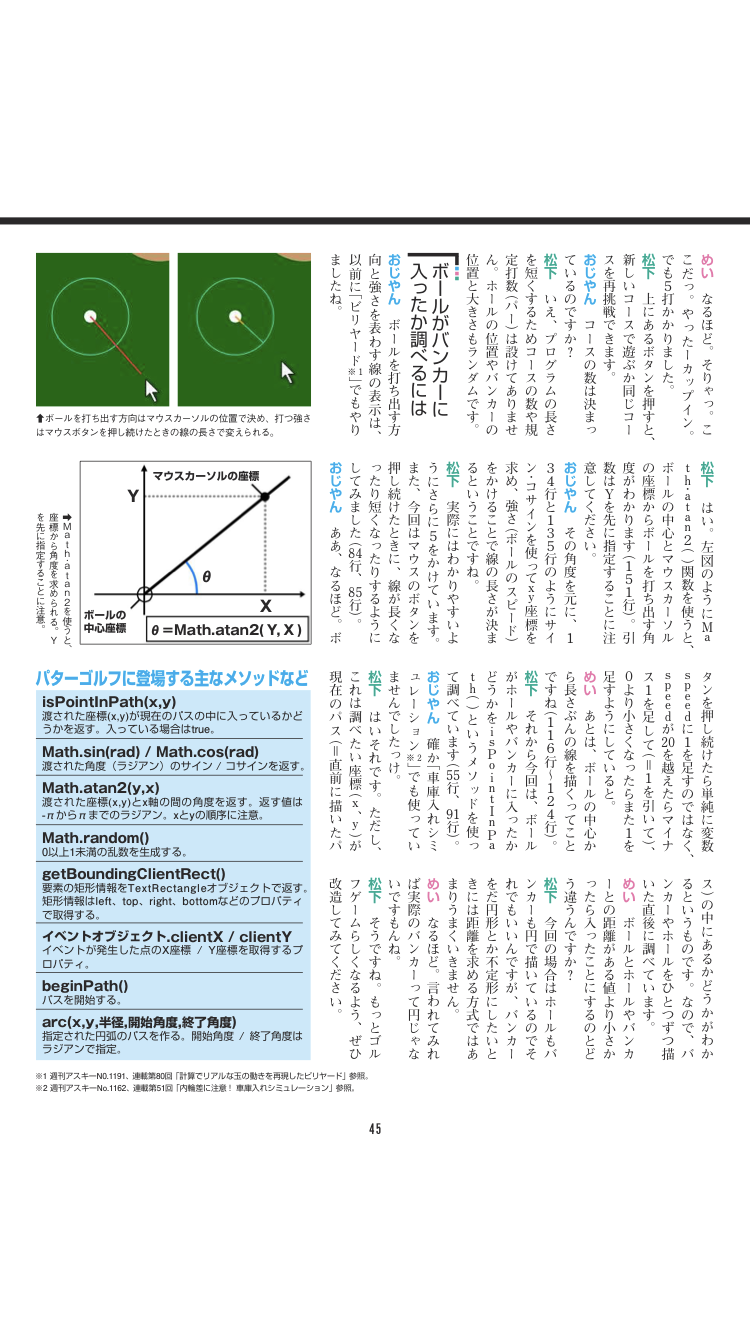 めい　なるほど。そりゃっ。こ
こだっ。やったーカップイン。
でも5打かかりました。
松下　上にあるボタンを押すと、
新しいコースで遊ぶか同じコー
スを再挑戦できます。
おじやん　コースの数は決まっ
ているのですか?
松下　いえ、プログラムの長さ
を短くするためコースの数や規
定打数(パー)は設けてありませ
ん。ホールの位置やバンカーの
位置と大きさもランダムです。
ボールがバンカーに
入ったか調べるには
おじやん　ボールを打ち出す方
向と強さを表わす線の表示は、
以前に「ビリヤード※1」でもやり
ましたね。
⬆ボールを打ち出す方向はマウスカーソルの位置で決め、打つ強さ
はマウスボタンを押し続けたときの線の長さで変えられる。
松下　はい。左図のようにMa
th・atan2()関数を使うと、
ボールの中心とマウスカーソル
の座標からボールを打ち出す角
度がわかります(151行)。引
数はYを先に指定することに注
意してください。
おじやん　その角度を元に、1
34行と135行のようにサイ
ン・コサインを使ってxy座標を
求め、強さ(ボールのスピード)
をかけることで線の長さが決ま
るということですね。
松下　実際にはわかりやすいよ
うにさらに5をかけています。
また、今回はマウスのボタンを
押し続けたときに、線が長くな
ったり短くなったりするように
してみました(84行、85行)。
おじやん　ああ、なるほど。ボ
マウスカーソルの座標
Y
θ
X
ボールの
中心座標
θ=Math.atan2( Y, X )
➡Math・atan2を使うと、
座標から角度を求められる。Y
を先に指定することに注意。
タンを押し続けたら単純に変数
speedに1を足すのではなく、
speedが20を越えたらマイナ
ス1を足して(=1を引いて)、
0より小さくなったらまた1を
足すようにしていると。
めい　あとは、ボールの中心か
ら長さぶんの線を描くってこと
ですね(116行〜124行)。
松下　それから今回は、ボール
がホールやバンカーに入ったか
どうかをisPointInPa
th()というメソッドを使っ
て調べています(55行、91行)。
おじやん　確か「車庫入れシミ
ュレーション※2」でも使ってい
ませんでしたっけ。
松下　はいそれです。ただし、
これは調べたい座標(x、y)が
現在のパス(=直前に描いたパ
ス)の中にあるかどうかがわか
るというものです。なので、バ
ンカーやホールをひとつずつ描
いた直後に調べています。
めい　ボールとホールやバンカ
ーとの距離がある値より小さか
ったら入ったことにするのとど
う違うんですか?
松下　今回の場合はホールもバ
ンカーも円で描いているのでそ
れでもいいんですが、バンカー
をだ円形とか不定形にしたいと
きには距離を求める方式ではあ
まりうまくいきません。
めい　なるほど。言われてみれ
ば実際のバンカーって円じゃな
いですもんね。
松下　そうですね。もっとゴル
フゲームらしくなるよう、ぜひ
改造してみてください。
パターゴルフに登場する主なメソッドなど
isPointInPath(x,y)
渡された座標(x,y)が現在のパスの中に入っているかど
うかを返す。入っている場合はtrue。
Math.sin(rad) / Math.cos(rad)
渡された角度（ラジアン）のサイン / コサインを返す。
Math.atan2(y,x)
渡された座標(x,y)とx軸の間の角度を返す。返す値は
-πからπまでのラジアン。xとyの順序に注意。
Math.random()
0以上1未満の乱数を生成する。
getBoundingClientRect()
要素の矩形情報をTextRectangleオブジェクトで返す。
矩形情報はleft、top、right、bottomなどのプロパティ
で取得する。
イベントオブジェクト.clientX / clientY
イベントが発生した点のX座標 / Y座標を取得するプ
ロパティ。
beginPath()
パスを開始する。
arc(x,y,半径,開始角度,終了角度)
指定された円弧のパスを作る。開始角度 / 終了角度は
ラジアンで指定。
※1 週刊アスキーN0.1191、連載第80回「計算でリアルな玉の動きを再現したビリヤード」参照。
※2 週刊アスキーNo.1162、連載第51回「内輪差に注意！ 車庫入れシミュレーション」参照。
45